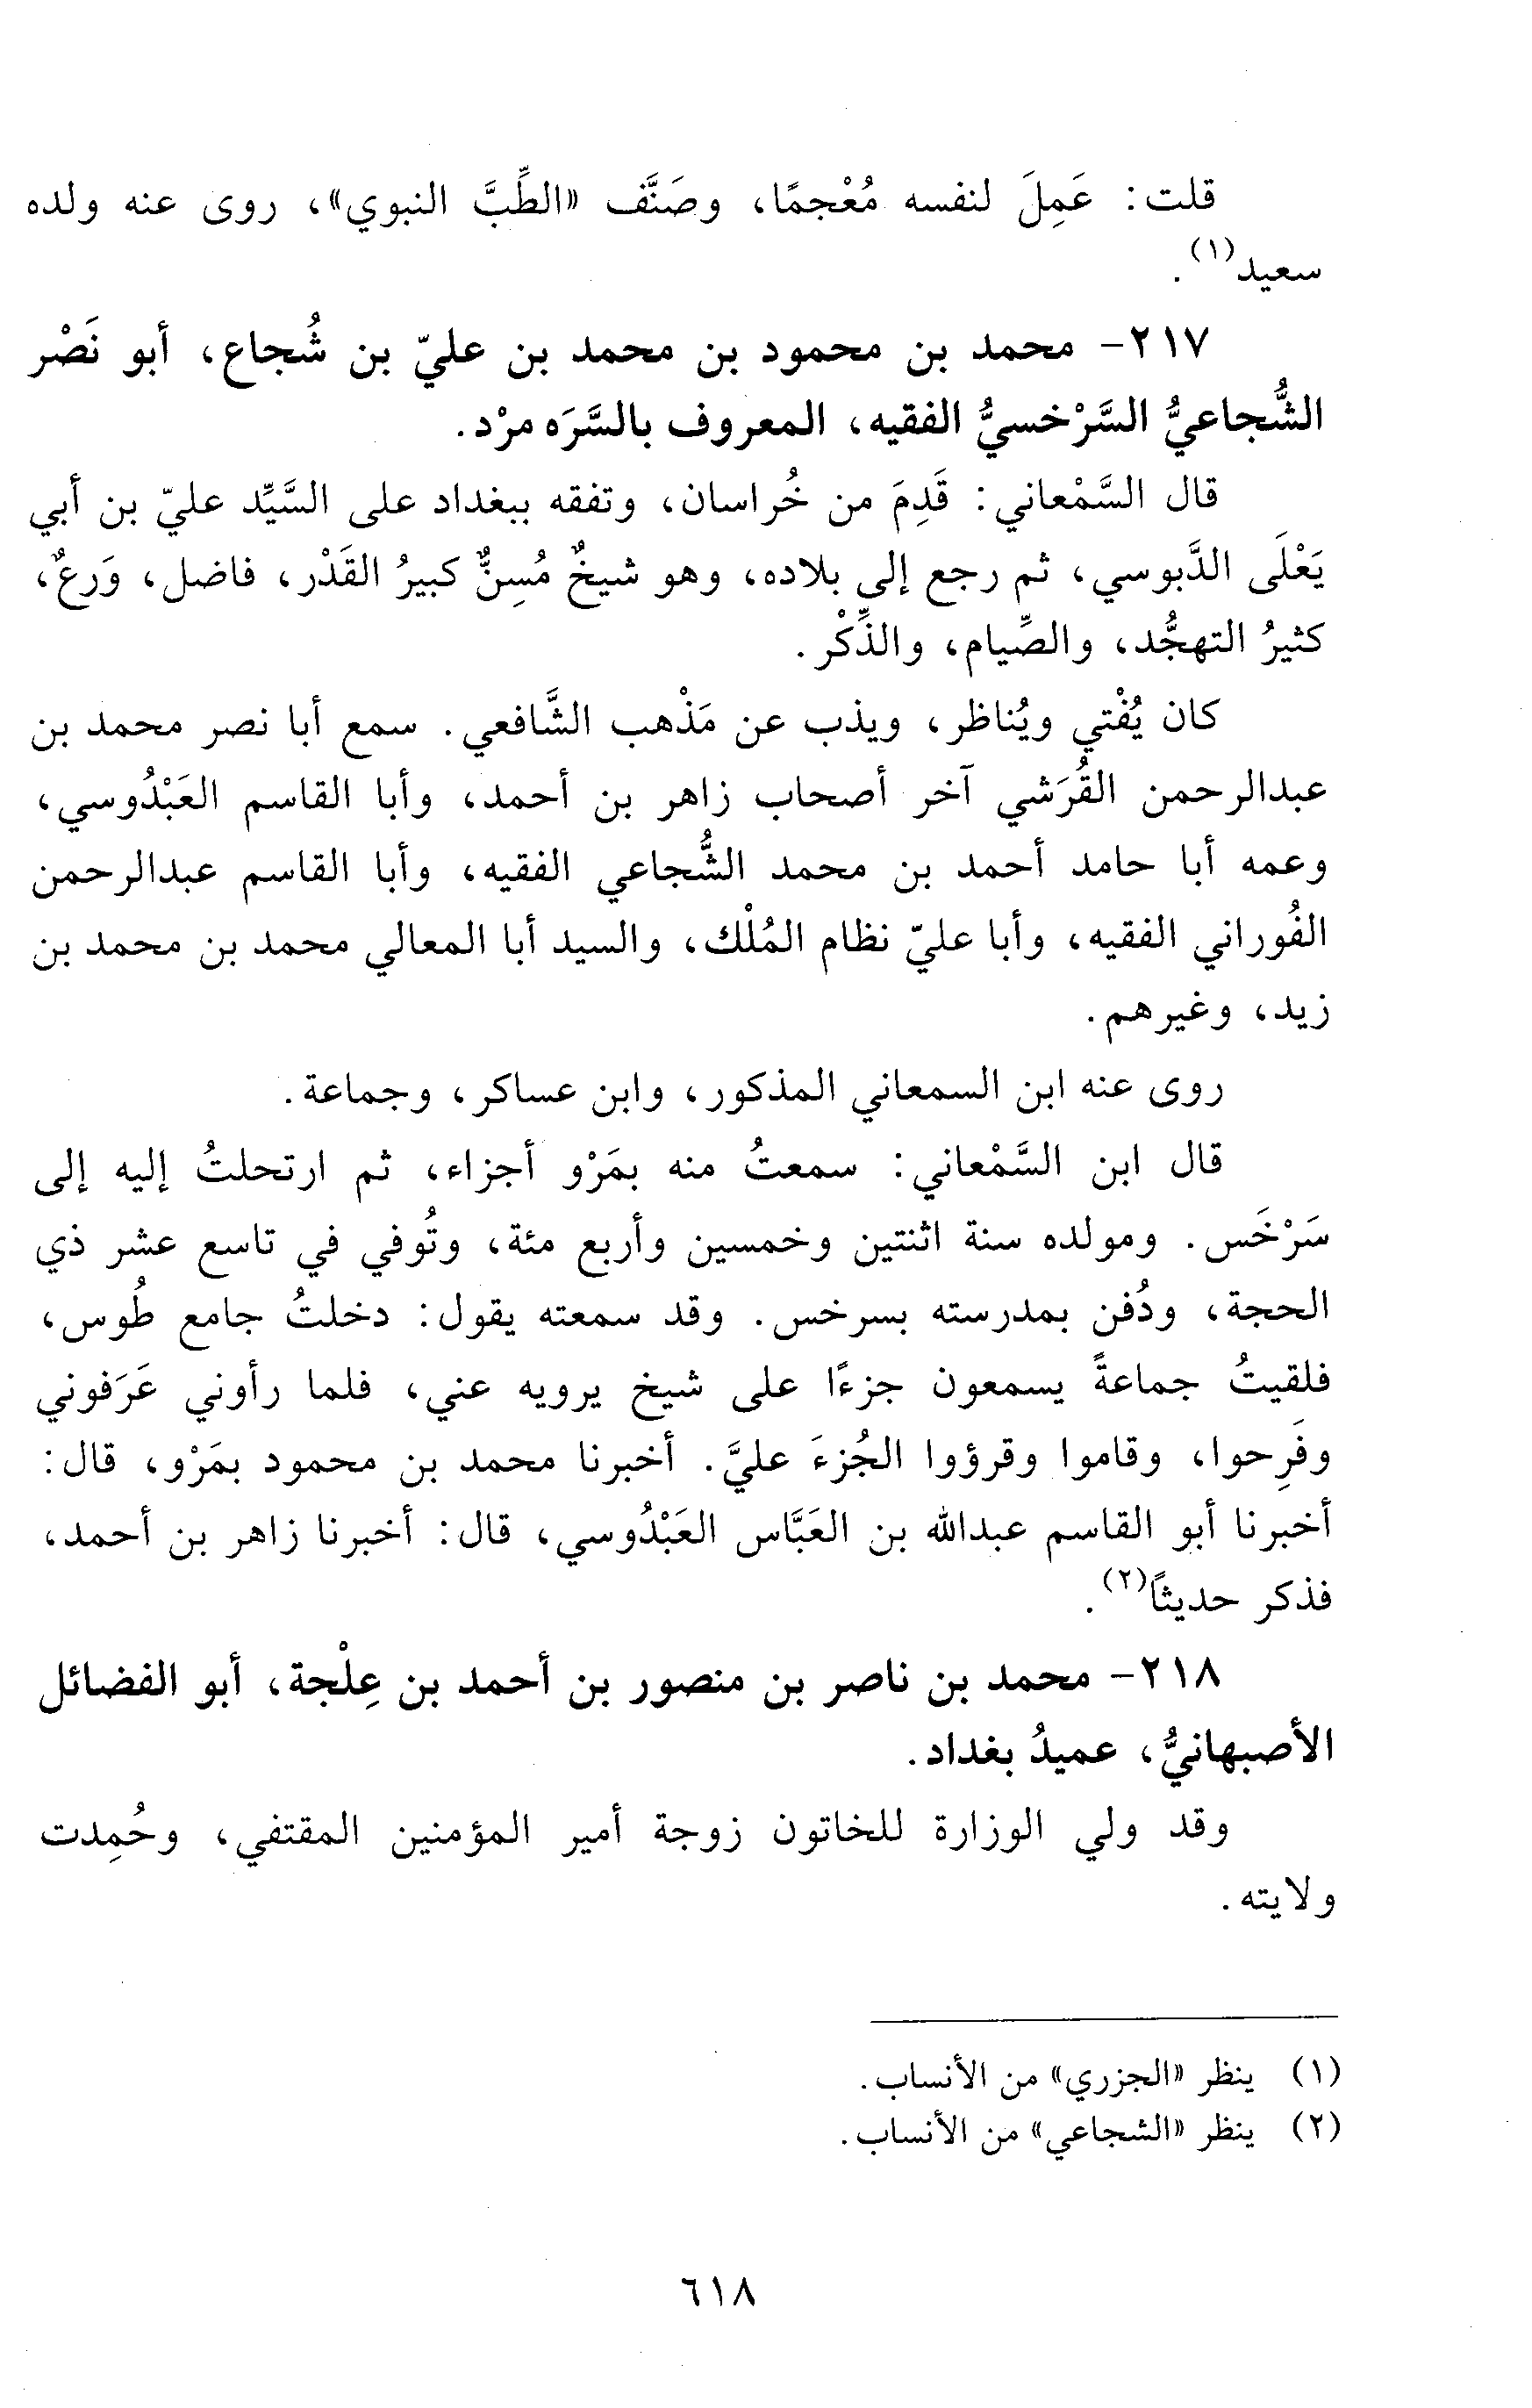 قلت: عَمِلَ لنفسه مُعْجمًا، وصَنَّف «الطِّبَّ النبوي»، روى عنه ولده
سعيد(١).
٢١٧- محمد بن محمود بن محمد بن عليّ بن شُجاع، أبو نَصْر
الشُّجاعيُّ السَّرْخسيُّ الفقيه، المعروف بالسَّرَه مرْد.
قال السَّمْعاني: قَدِمَ من خُراسان، وتفقه ببغداد على السَّيِّد عليّ بن أبي
يَعْلَى الدَّبوسي، ثم رجع إلى بلاده، وهو شيخٌ مُسِنٌّ كبيرُ القَدْر، فاضل، وَرعٌ،
كثيرُ التهجُّد، والصِّيام، والذِّكْر.
كان يُفْتي ويُناظر، ويذب عن مَذْهب الشَّافعي. سمع أبا نصر محمد بن
عبدالرحمن القُرَشي آخر أصحاب زاهر بن أحمد، وأبا القاسم العَبْدُوسي،
وعمه أبا حامد أحمد بن محمد الشُّجاعي الفقيه، وأبا القاسم عبدالرحمن
الفُوراني الفقيه، وأبا عليّ نظام المُلْك، والسيد أبا المعالي محمد بن محمد بن
زيد، وغيرهم.
روى عنه ابن السمعاني المذكور، وابن عساكر، وجماعة.
قال ابن السَّمْعاني: سمعتُ منه بمَرْو أجزاء، ثم ارتحلتُ إليه إلى
سَرْخَس. ومولده سنة اثنتين وخمسين وأربع مئة، وتُوفي في تاسع عشر ذي
الحجة، ودُفن بمدرسته بسرخس. وقد سمعته يقول: دخلتُ جامع طُوس،
فلقيتُ جماعةً يسمعون جزءًا على شيخ يرويه عني، فلما رأوني عَرَفوني
وفَرِحوا، وقاموا وقرؤوا الجُزءَ عليَّ. أخبرنا محمد بن محمود بمَرْو، قال:
أخبرنا أبو القاسم عبدالله بن العَبَّاس العَبْدُوسي، قال: أخبرنا زاهر بن أحمد،
فذكر حديثاً(٢).
٢١٨- محمد بن ناصر بن منصور بن أحمد بن عِلْجة، أبو الفضائل
الأصبهانيُّ، عميدُ بغداد.
وقد ولي الوزارة للخاتون زوجة أمير المؤمنين المقتفي، وحُمِدت
ولايته.
(١) ينظر «الجزري» من الأنساب.
(٢) ينظر «الشجاعي» من الأنساب.
٦١٨